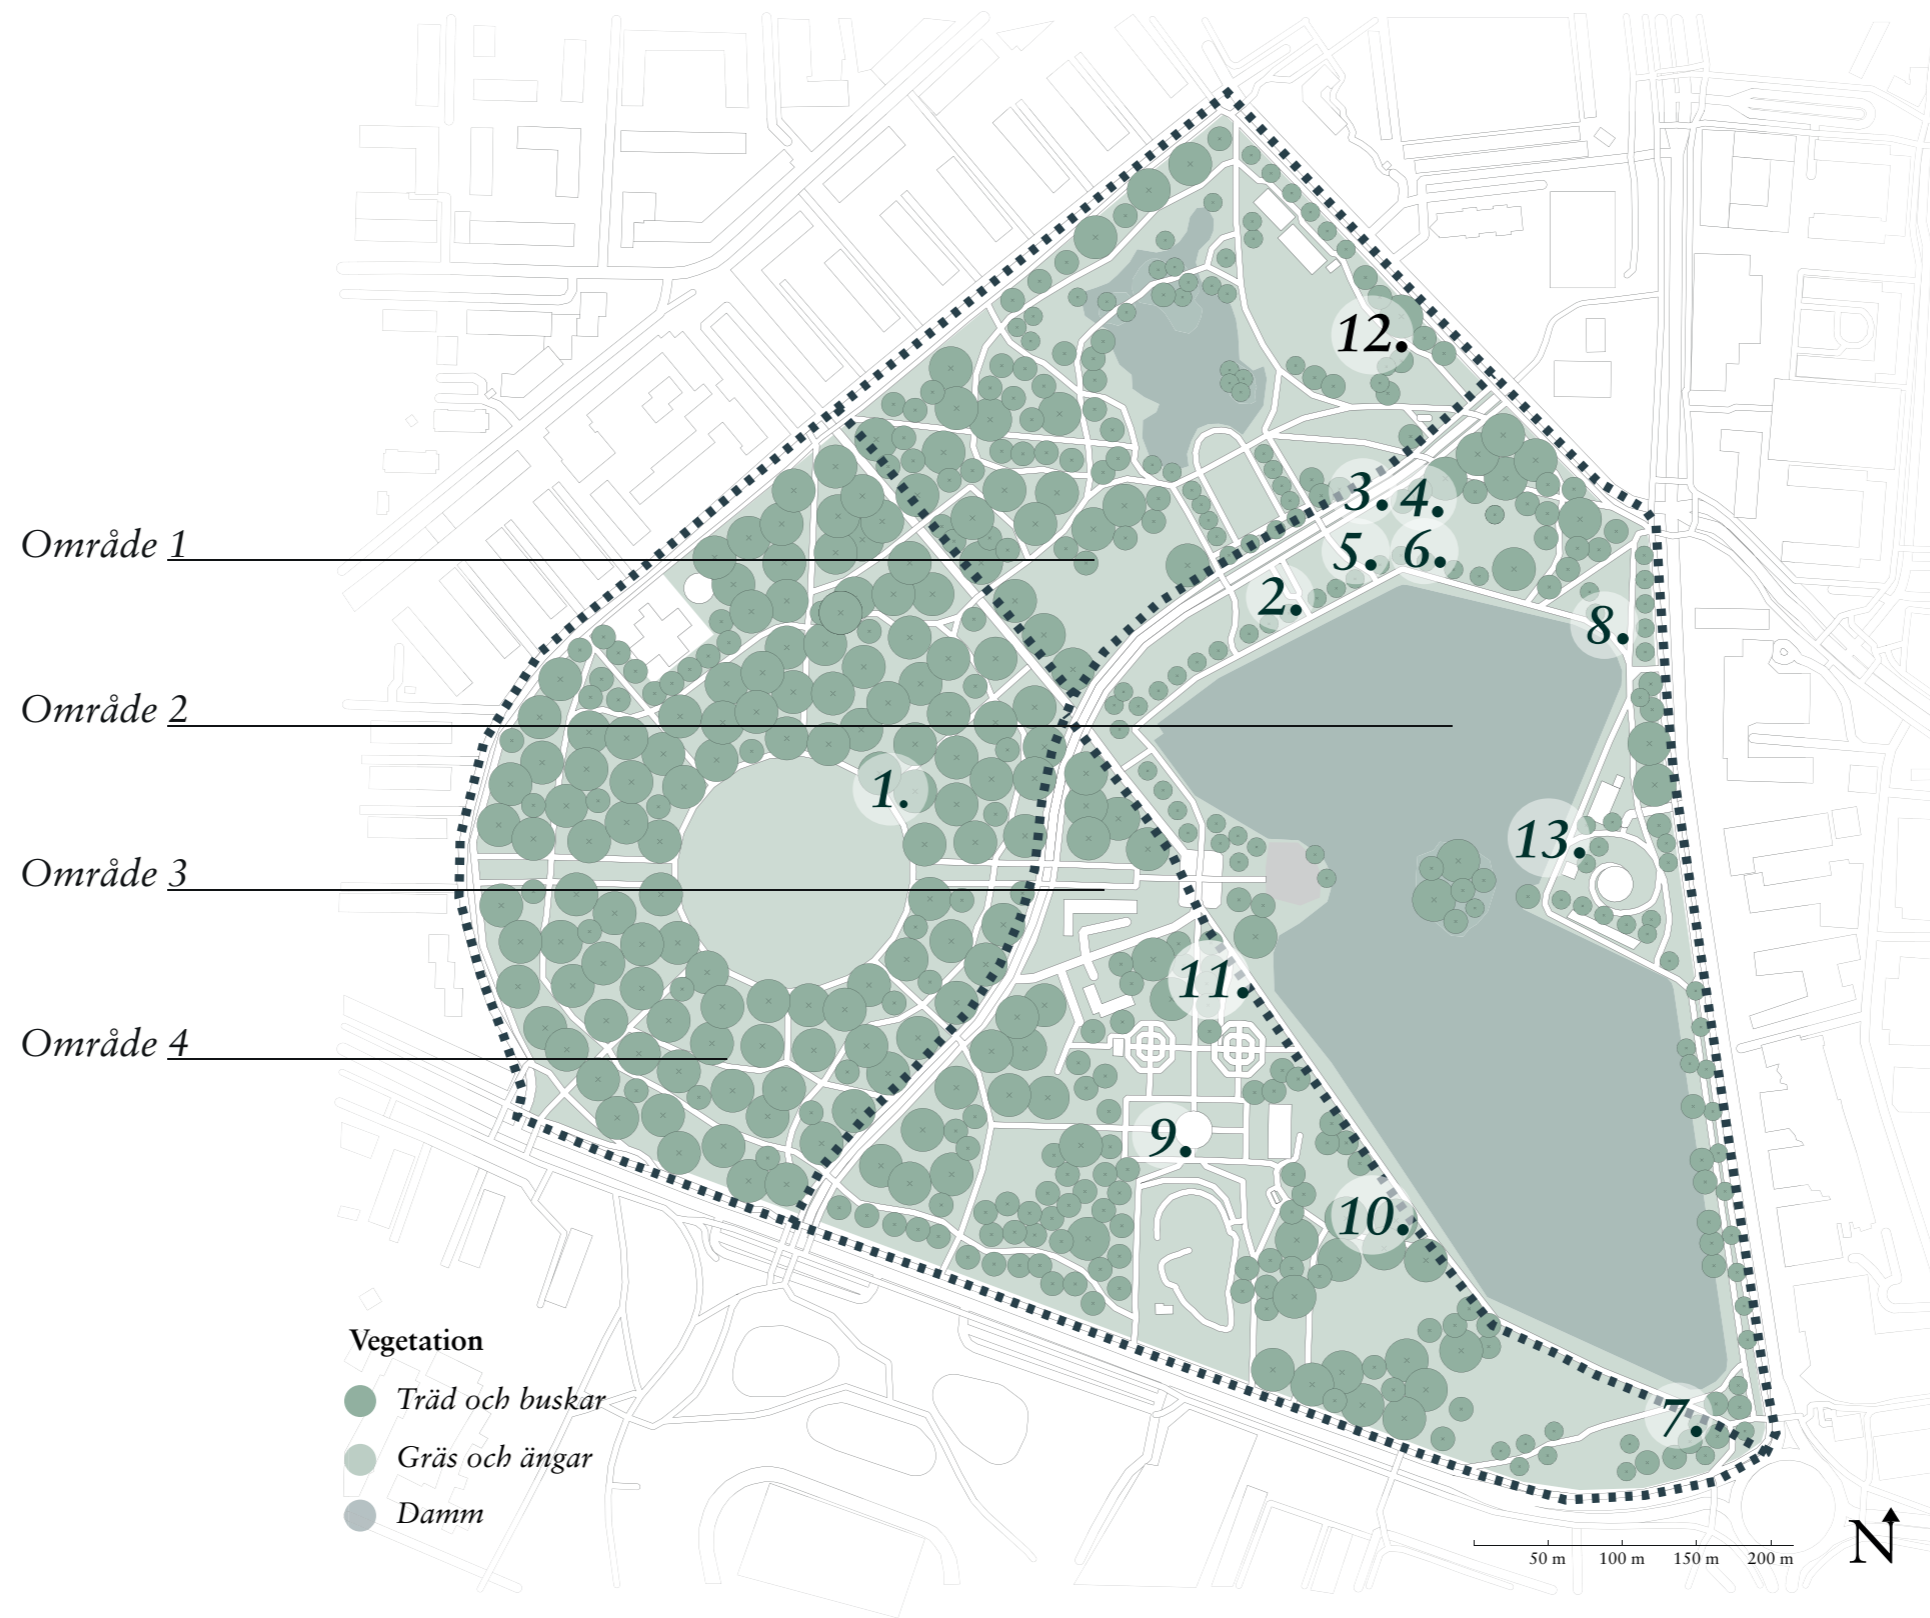 12.
3. 4.
Område 1
5. 6.
2.
8.
Område 2
1.
13.
Område 3
11.
Område 4
9.
10.
Vegetation
Träd och buskar
7.
Gräs och ängar
Damm
N
50 m 100 m 150 m 200 m